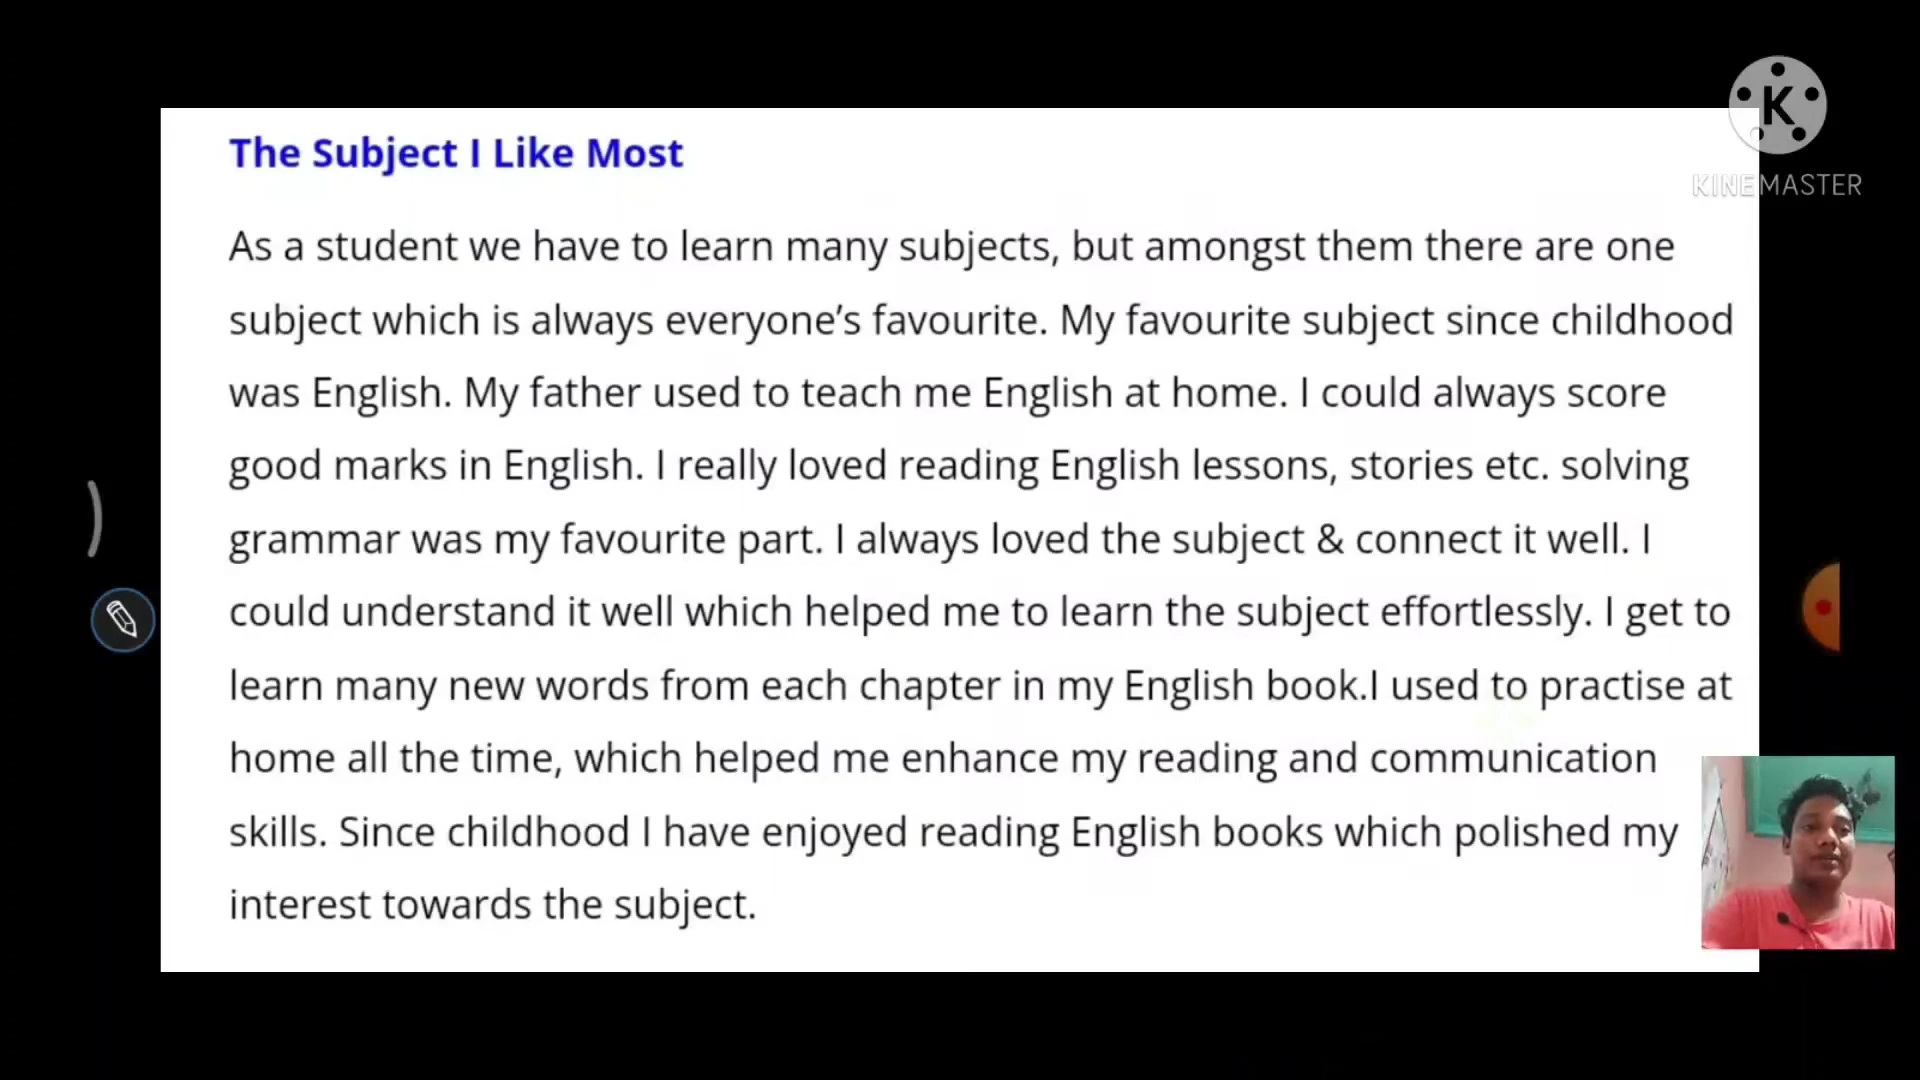 The Subject I Like Most
As a student we have to learn many subjects, but amongst them there are one
subject which is always everyone’s favourite. My favourite subject since childhood
was English. My father used to teach me English at home. I could always score
good marks in English. I really loved reading English lessons, stories etc. solving
grammar was my favourite part. I always loved the subject & connect it well. I
could understand it well which helped me to learn the subject effortlessly. I get to
learn many new words from each chapter in my English book.I used to practise at
home all the time, which helped me enhance my reading and communication
skills. Since childhood I have enjoyed reading English books which polished my
interest towards the subject.
K
KINEMASTER